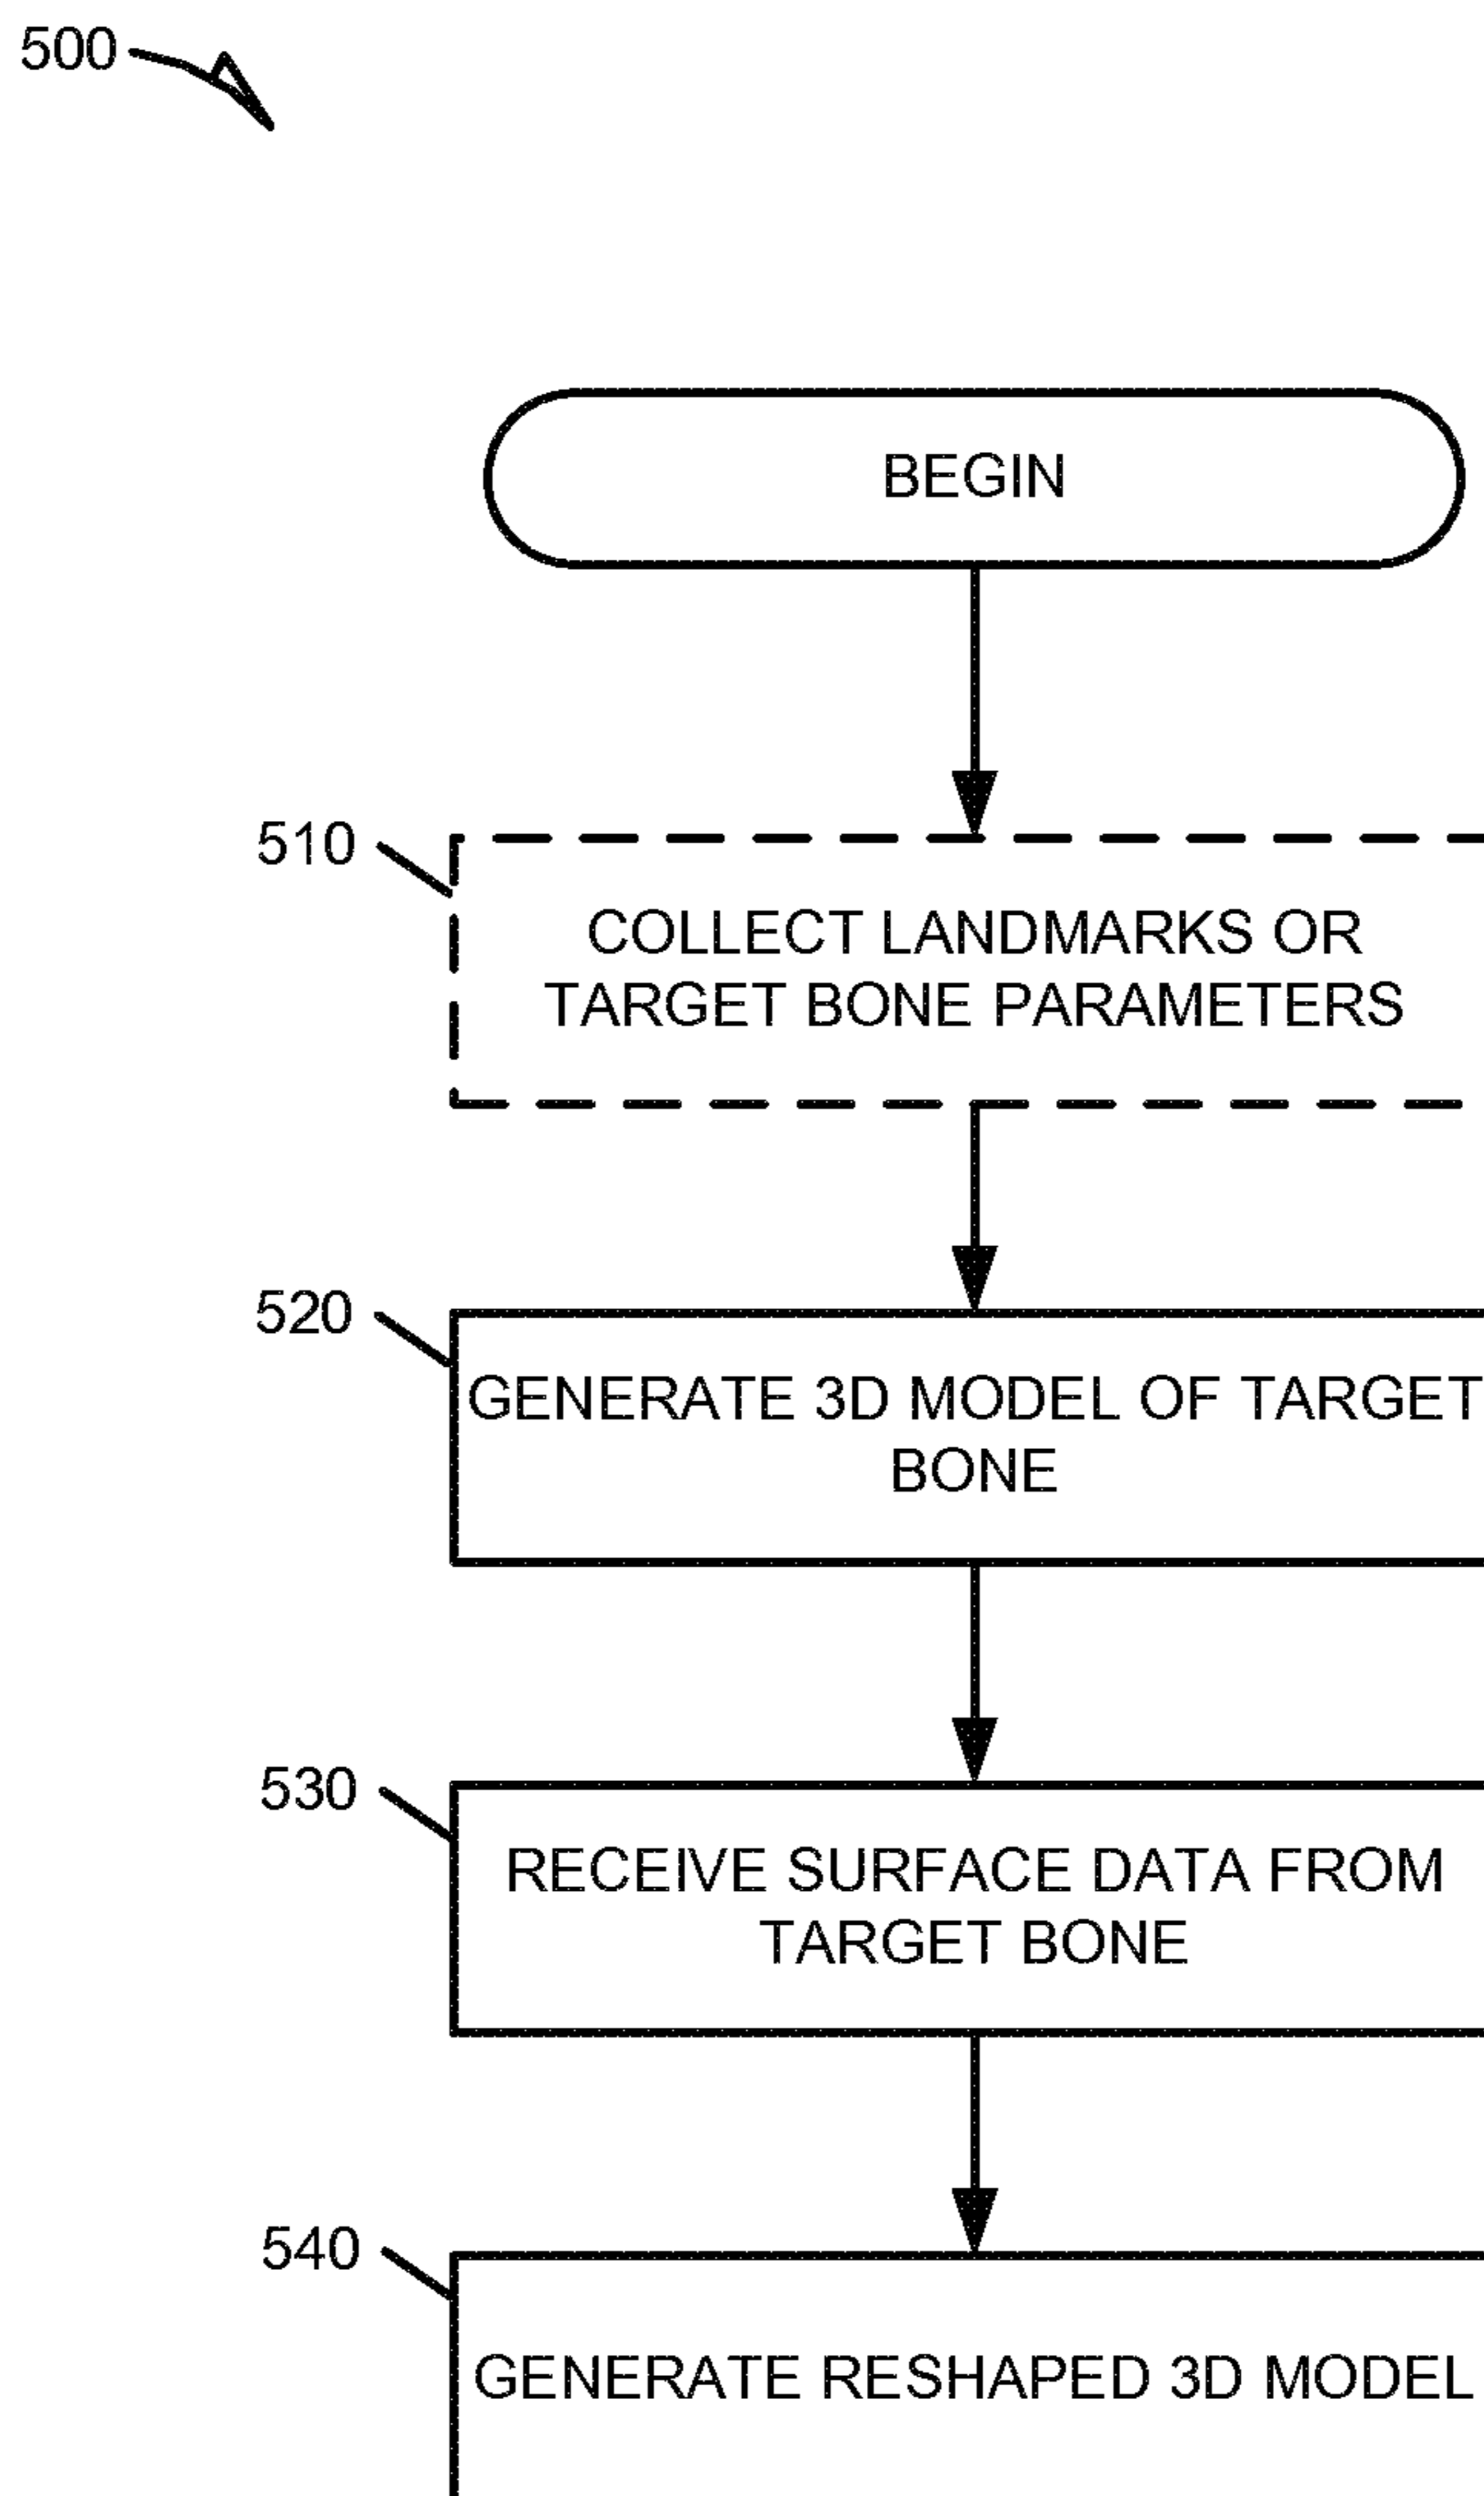 500
BEGIN
510
COLLECT LANDMARKS OR
TARGET BONE PARAMETERS
520
GENERATE 3D MODEL OF TARGET
BONE
530
RECEIVE SURFACE DATA FROM
TARGET BONE
540
GENERATE RESHAPED 3D MODEL